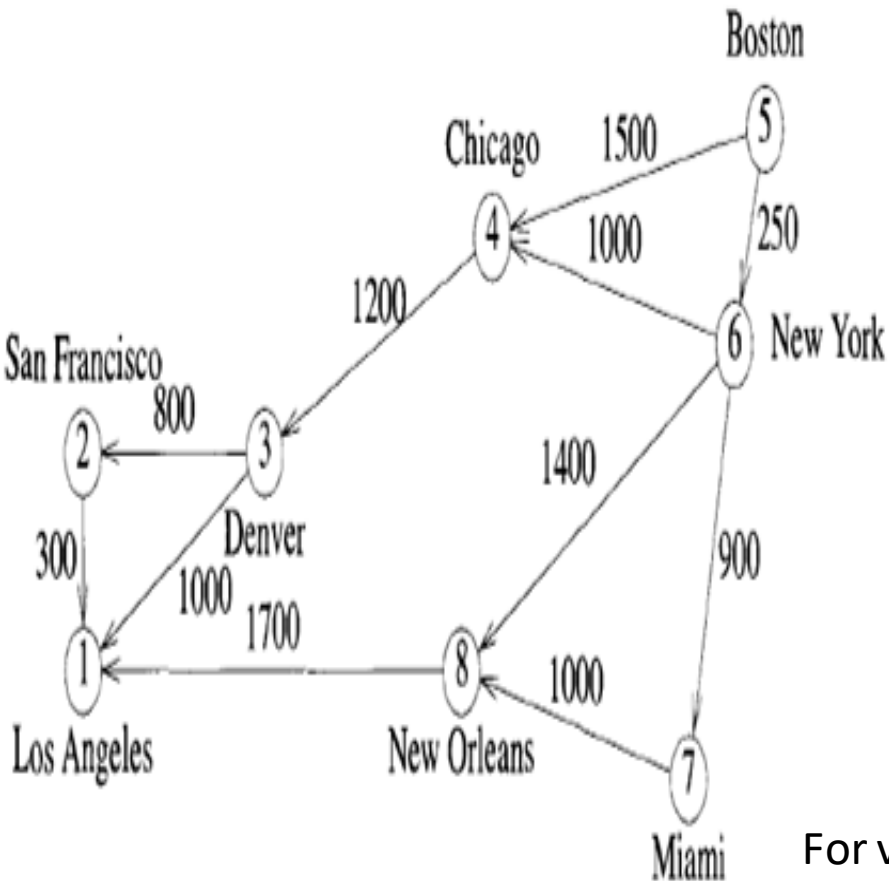 Boston
5
1500
Chicago
4
1000
250
1200
6 New York
San Francisco
800
2
3
1400
Denver
300
900
1000
1700
1
8
1000
Los Angeles
New Orleans
7
Miami
For v